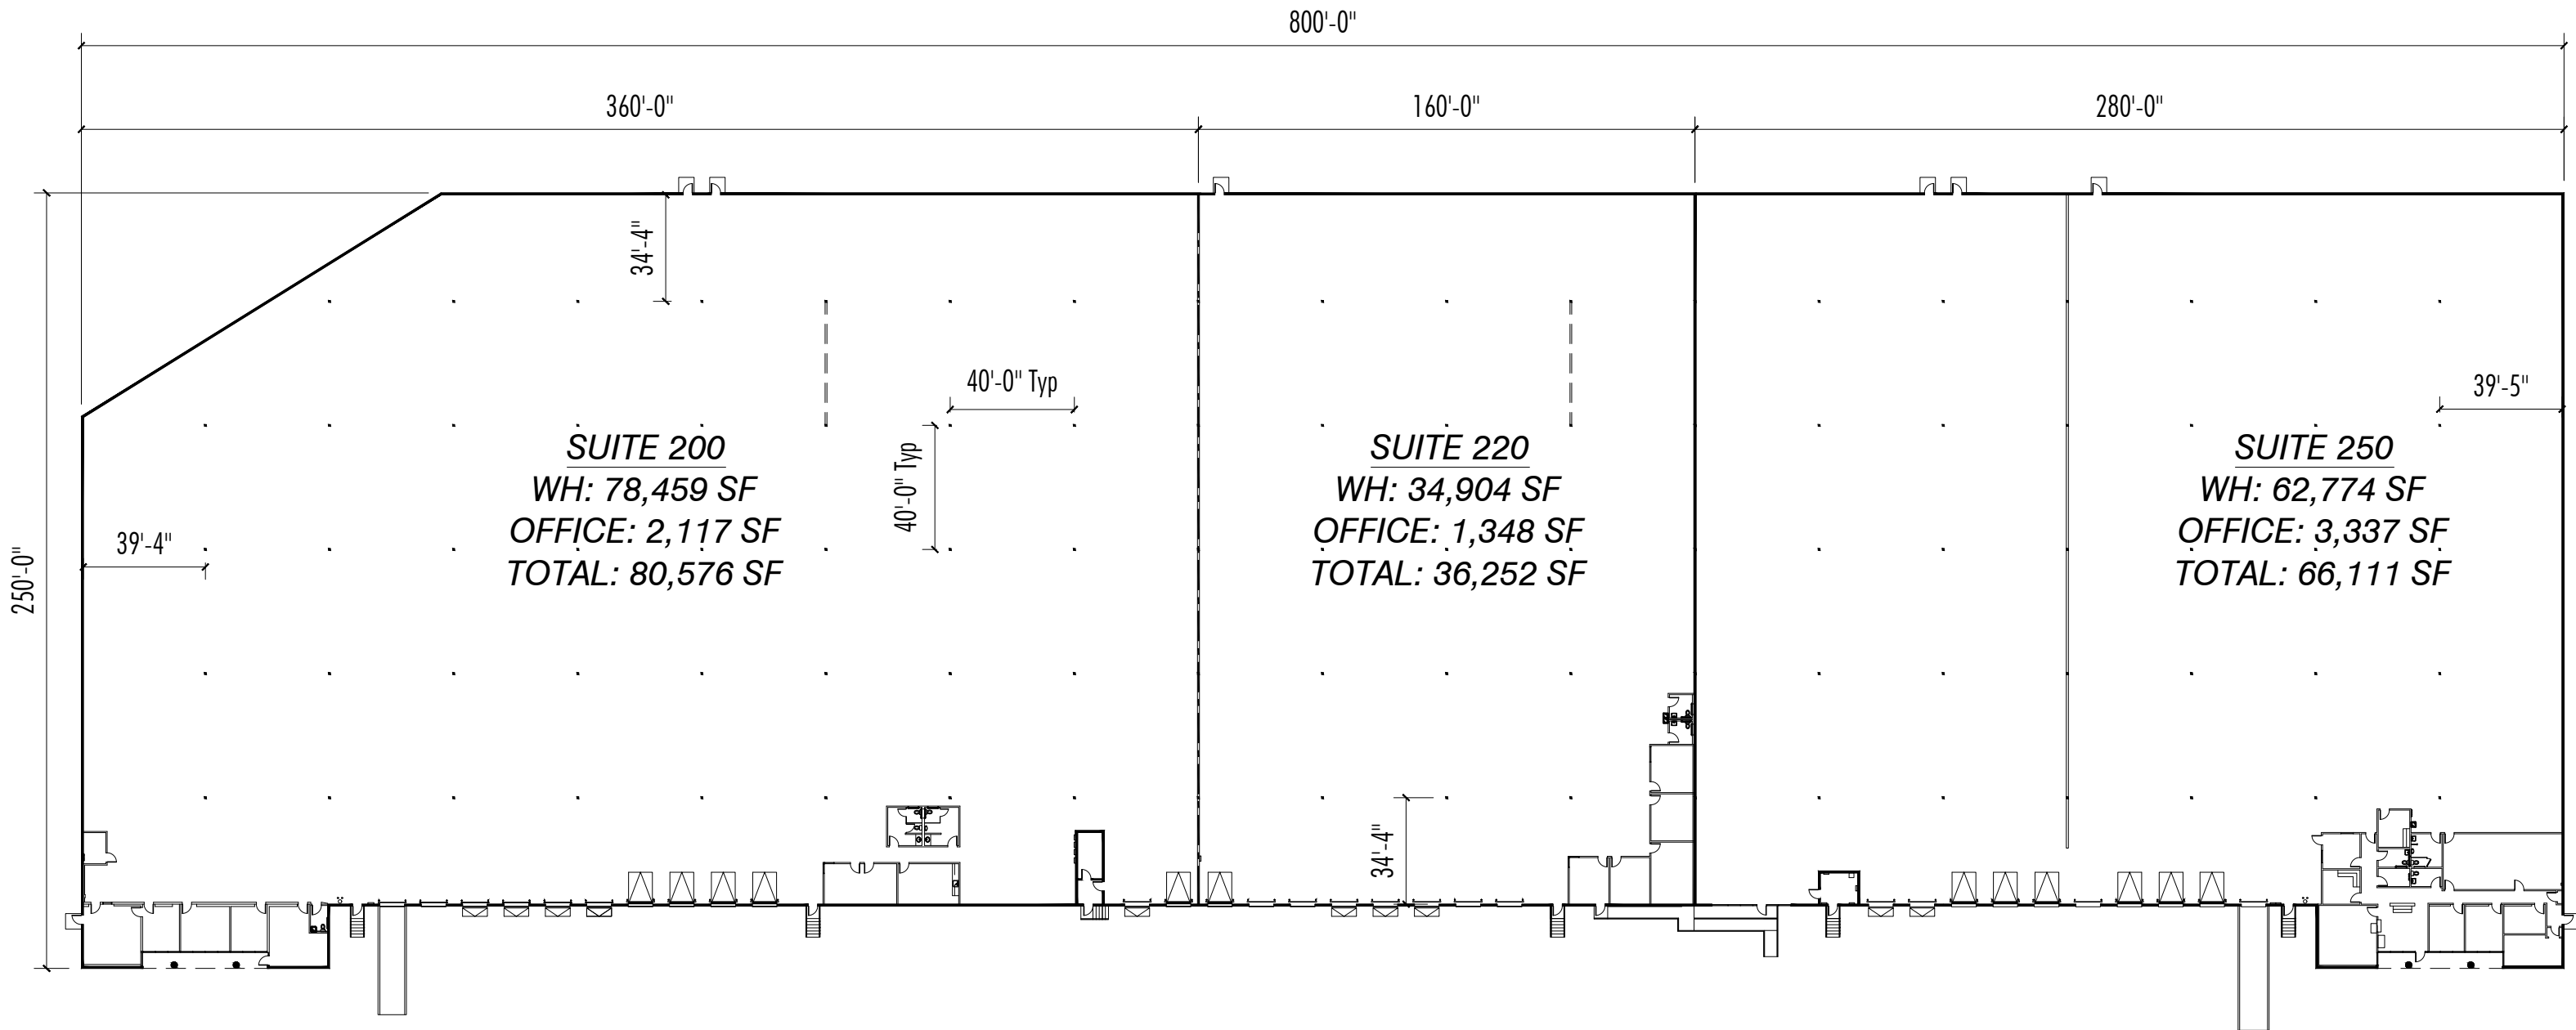 800'-0"
360'-0"
160'-0"
280'-0"
34'-4"
40'-0" Typ
39'-5"
40'-0" Typ
39'-4"
250'-0"
SUITE 200
WH: 78,459 SF
OFFICE: 2,117 SF
TOTAL: 80,576 SF
SUITE 220
WH: 34,904 SF
OFFICE: 1,348 SF
TOTAL: 36,252 SF
SUITE 250
WH: 62,774 SF
OFFICE: 3,337 SF
TOTAL: 66,111 SF
34'-4"